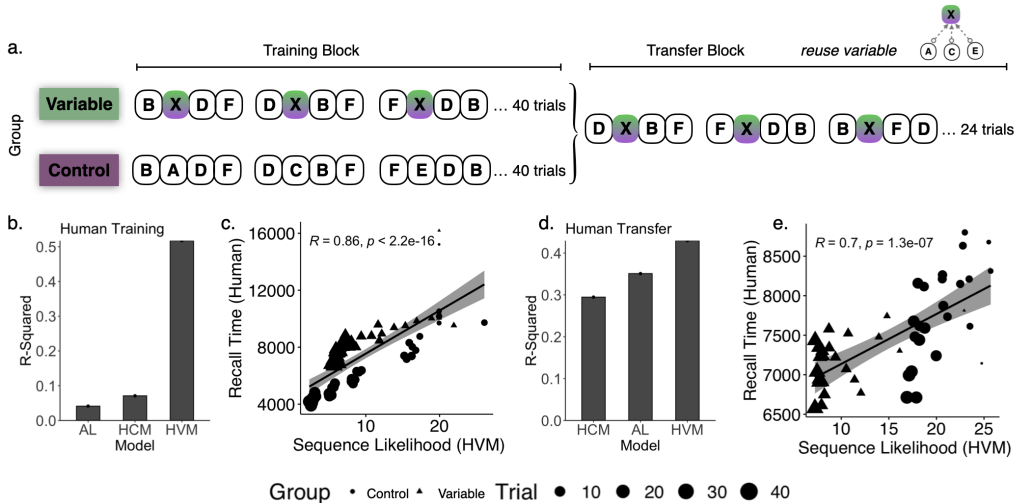 a.
Training Block
Transfer Block
reuse variable
X
A C E
Group
Variable
B X D F D X B F F X D B ... 40 trials
Control
B A D F D C B F F E D B ... 40 trials
D X B F F X D B B X F D ... 24 trials
b.
Human Training
R-Squared
0.5
0.4
0.3
0.2
0.1
0.0
AL HCM HVM
Model
c.
R = 0.86, p < 2.2e-16
Recall Time (Human)
16000
12000
8000
4000
10 20
Sequence Likelihood (HVM)
d.
Human Transfer
R-Squared
0.4
0.3
0.2
0.1
0.0
HCM AL HVM
Model
e.
R = 0.7, p = 1.3e-07
Recall Time (Human)
8500
8000
7500
7000
6500
10 15 20 25
Sequence Likelihood (HVM)
Group Control Variable Trial 10 20 30 40